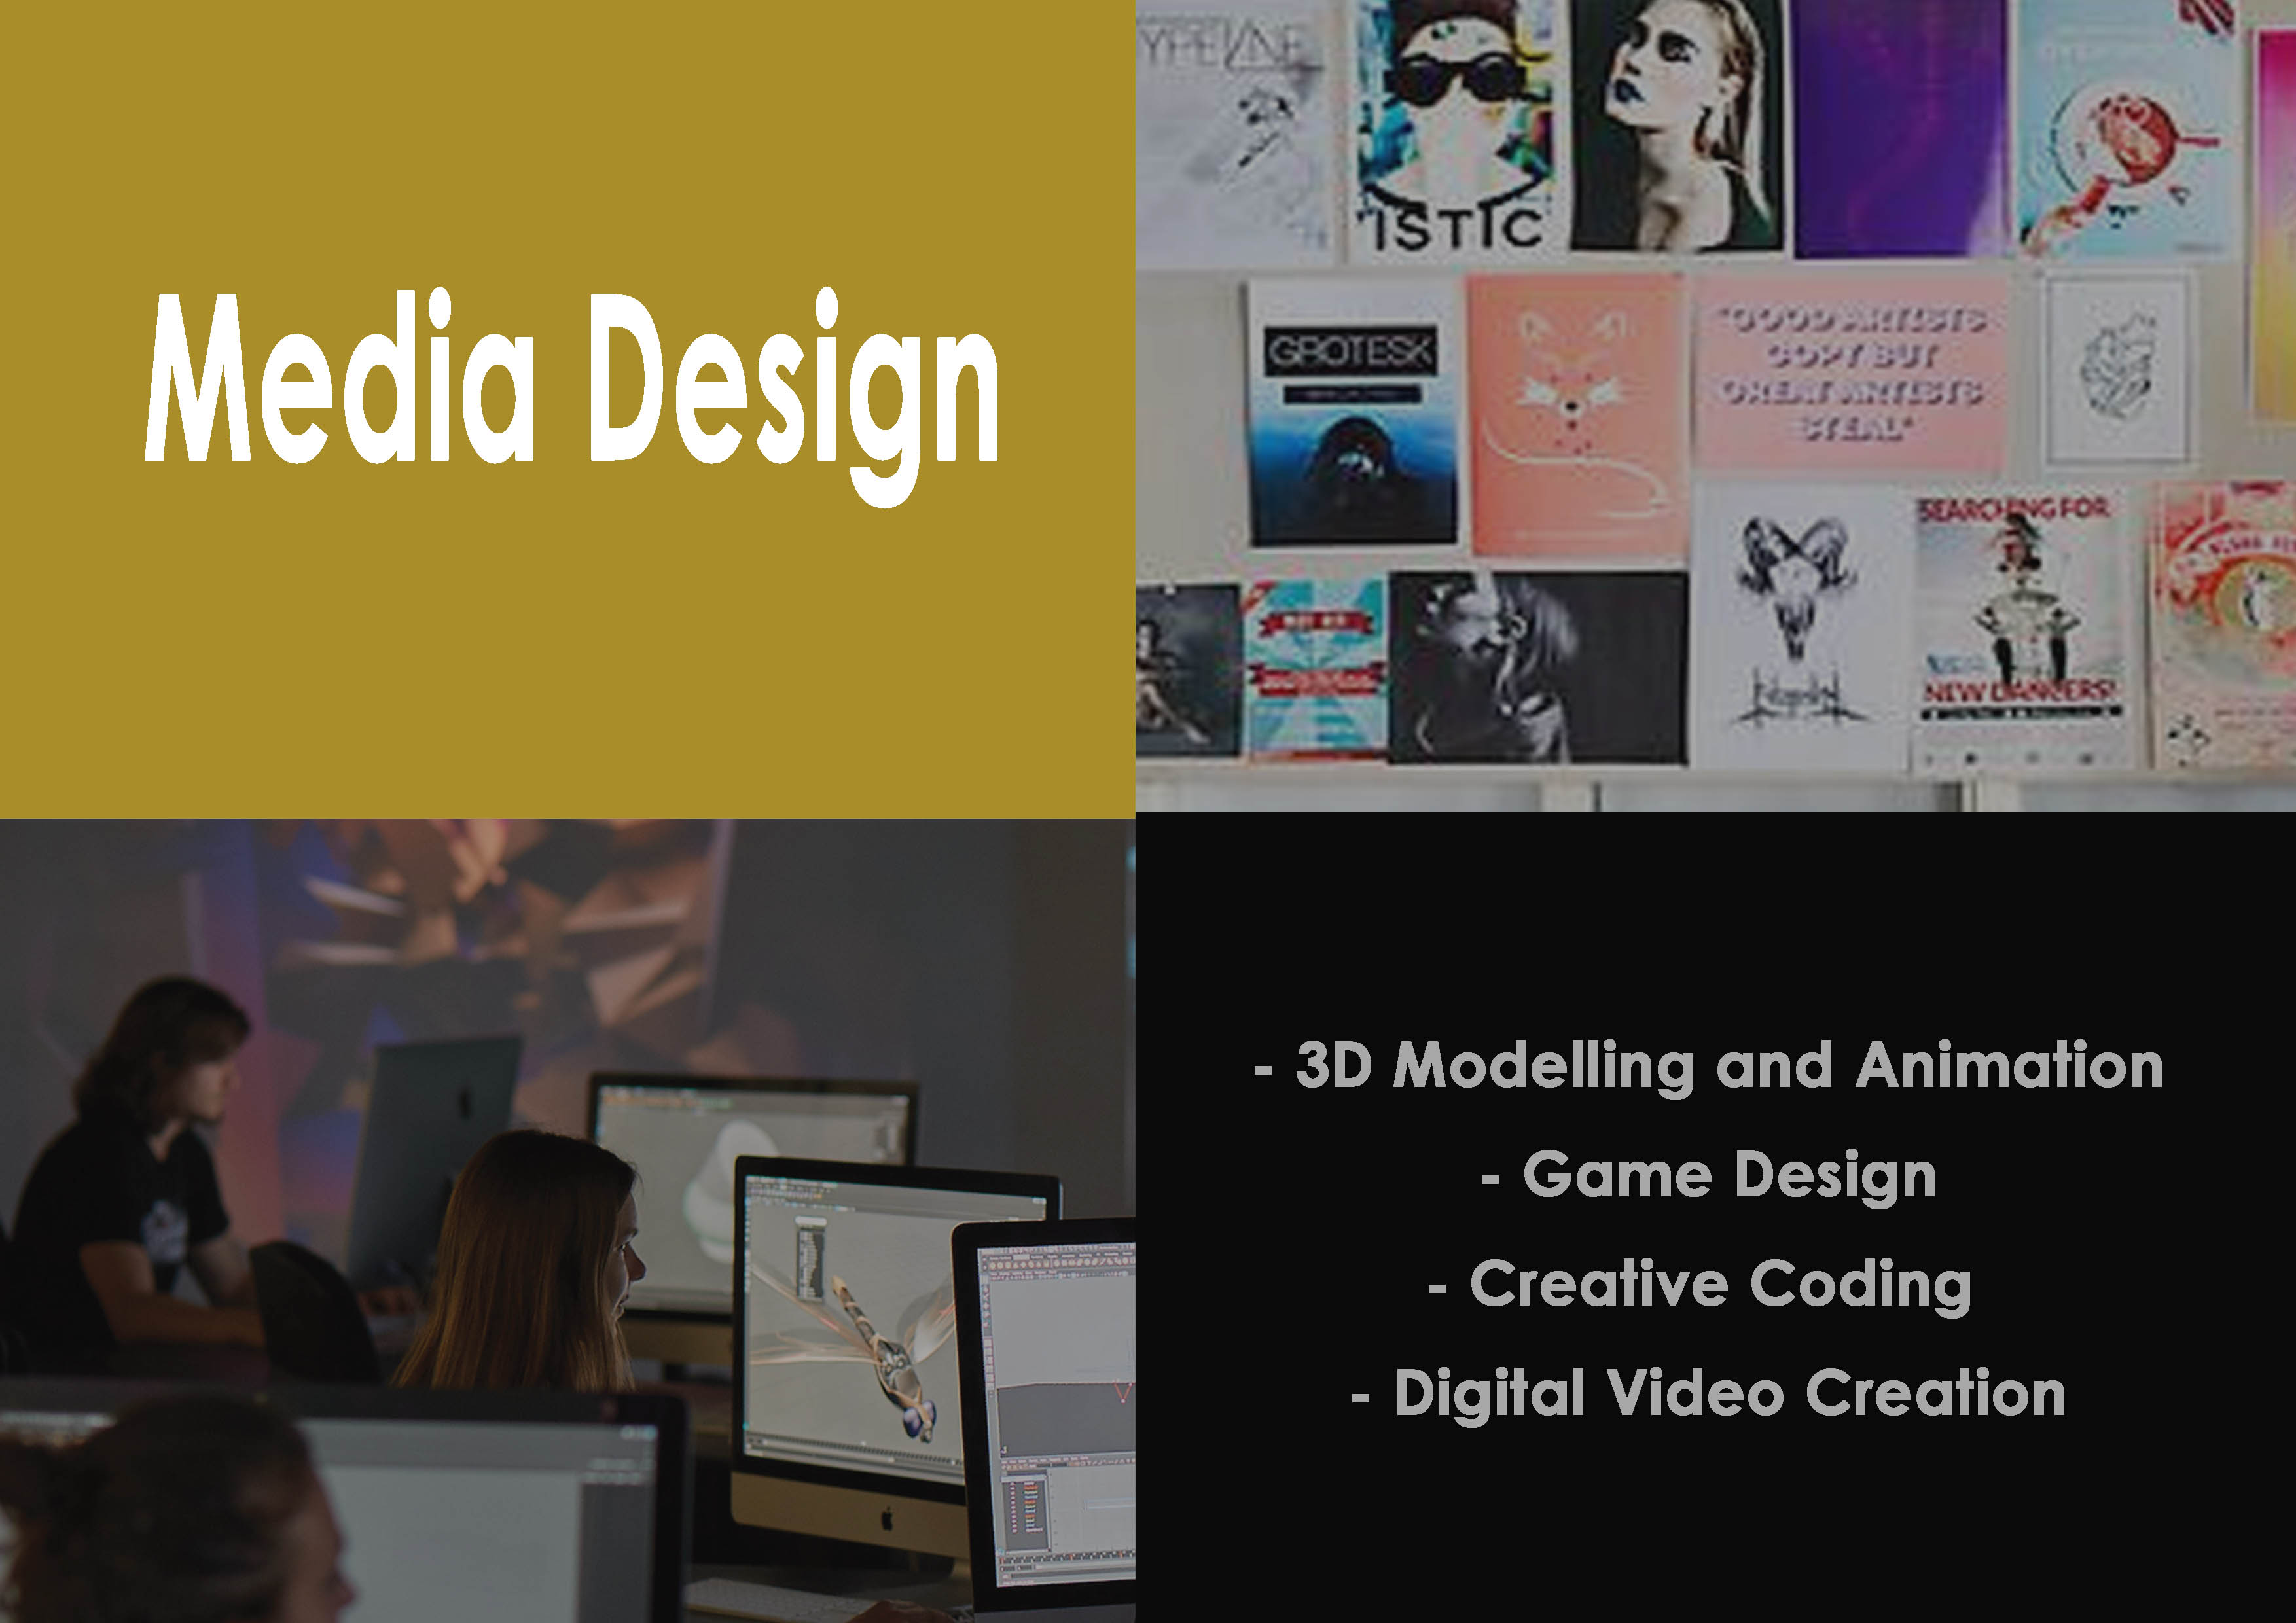 Media Design
ISTIC
GROTESK
"GOOD ARTISTS
COPY BUT
GREAT ARTISTS
STEAL"
SEARCHING FOR
NEW DANCERS!
- 3D Modelling and Animation
- Game Design
- Creative Coding
- Digital Video Creation